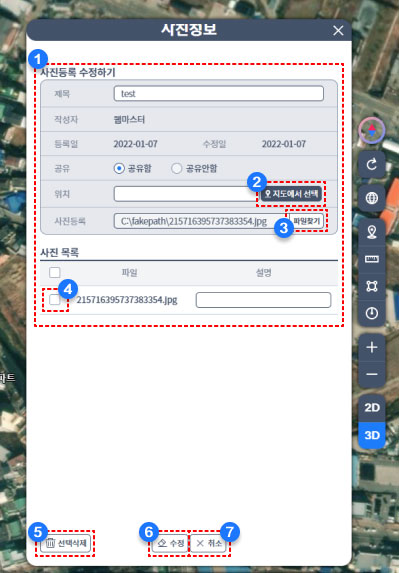 사진정보
1
사진등록 수정하기
제목 test
작성자 웹마스터
등록일 2022-01-07 수정일 2022-01-07
공유 공유함 공유안함
2
위치 지도에서 선택
사진등록 C:\fakepath\215716395737383354.jpg 파일찾기
3
사진 목록
파일 설명
4
215716395737383354.jpg
파트
2D
3D
5 6 7
선택삭제 수정 취소